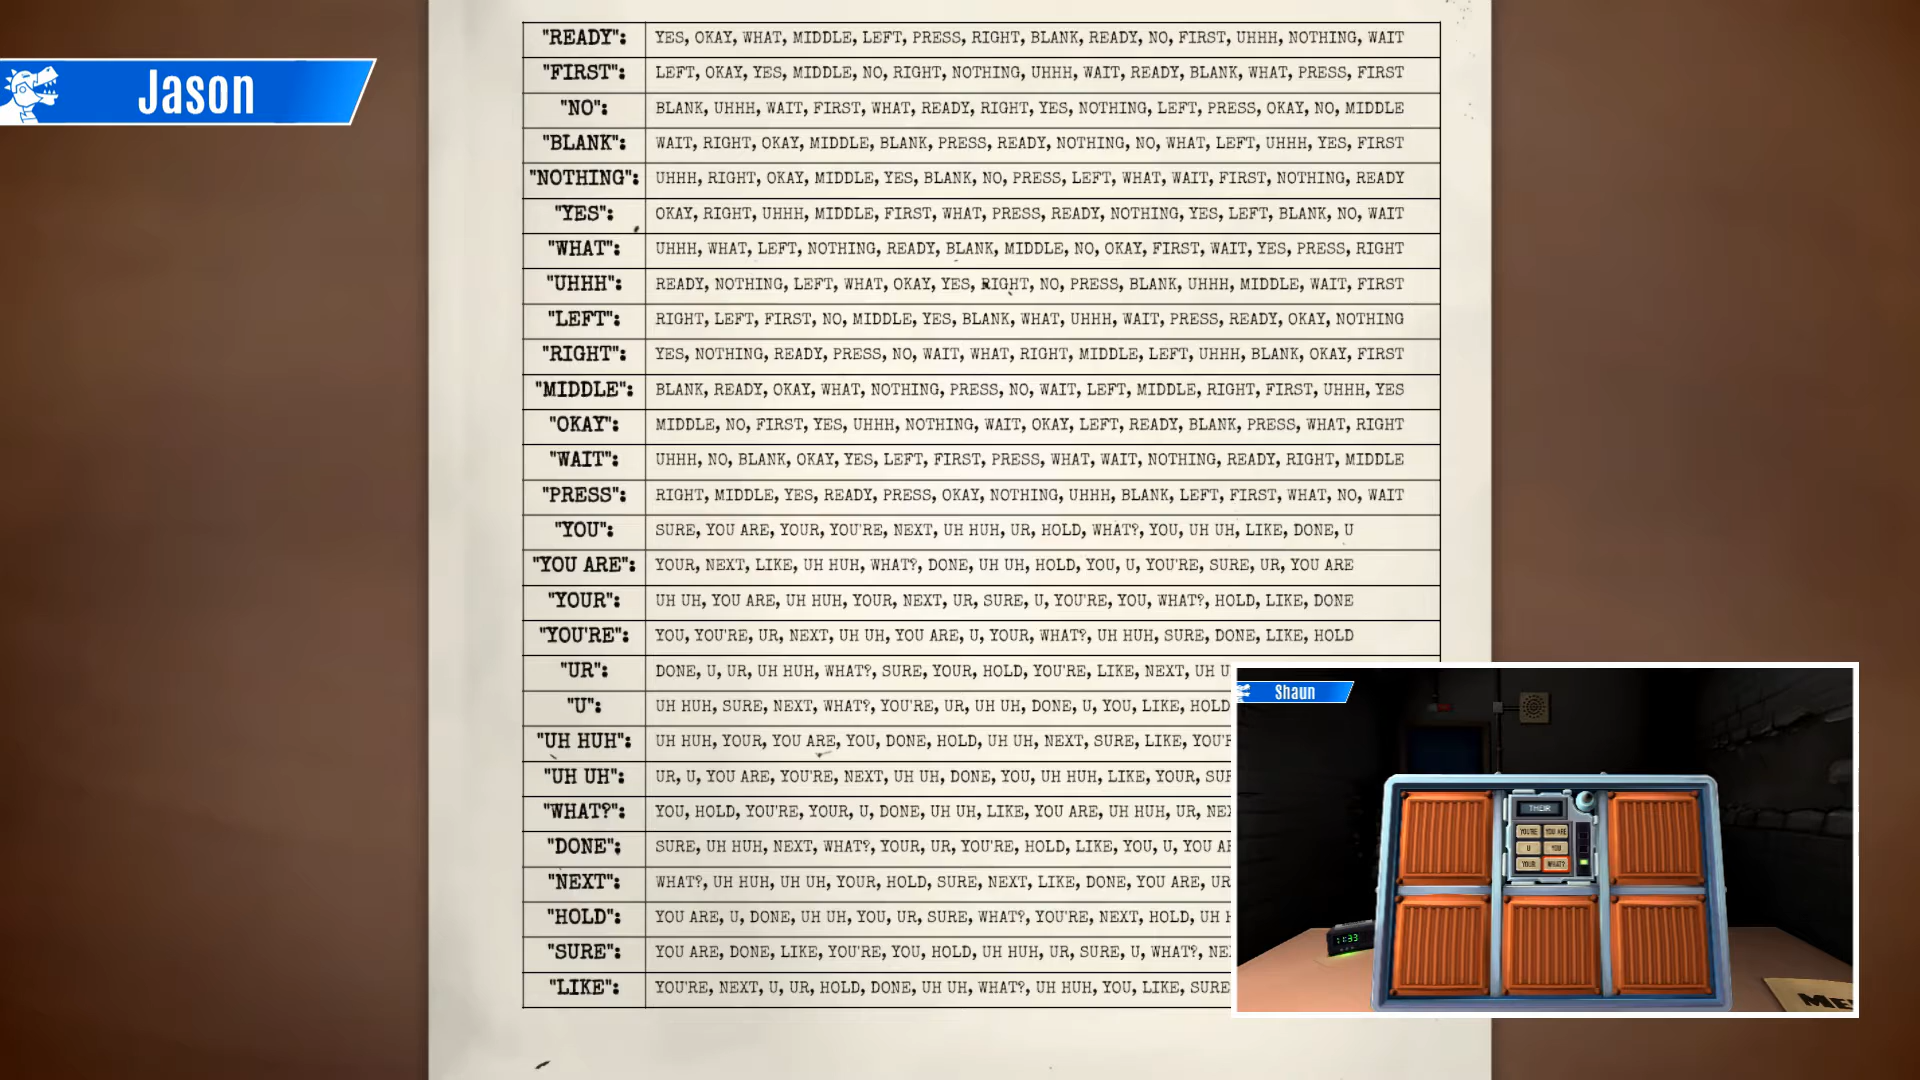 Jason
"READY": YES, OKAY, WHAT, MIDDLE, LEFT, PRESS, RIGHT, BLANK, READY, NO, FIRST, UHHH, NOTHING, WAIT
"FIRST": LEFT, OKAY, YES, MIDDLE, NO, RIGHT, NOTHING, UHHH, WAIT, READY, BLANK, WHAT, PRESS, FIRST
"NO": BLANK, UHHH, WAIT, FIRST, WHAT, READY, RIGHT, YES, NOTHING, LEFT, PRESS, OKAY, NO, MIDDLE
"BLANK": WAIT, RIGHT, OKAY, MIDDLE, BLANK, PRESS, READY, NOTHING, NO, WHAT, LEFT, UHHH, YES, FIRST
"NOTHING": UHHH, RIGHT, OKAY, MIDDLE, YES, BLANK, NO, PRESS, LEFT, WHAT, WAIT, FIRST, NOTHING, READY
"YES": OKAY, RIGHT, UHHH, MIDDLE, FIRST, WHAT, PRESS, READY, NOTHING, YES, LEFT, BLANK, NO, WAIT
"WHAT": UHHH, WHAT, LEFT, NOTHING, READY, BLANK, MIDDLE, NO, OKAY, FIRST, WAIT, YES, PRESS, RIGHT
"UHHH": READY, NOTHING, LEFT, WHAT, OKAY, YES, RIGHT, NO, PRESS, BLANK, UHHH, MIDDLE, WAIT, FIRST
"LEFT": RIGHT, LEFT, FIRST, NO, MIDDLE, YES, BLANK, WHAT, UHHH, WAIT, PRESS, READY, OKAY, NOTHING
"RIGHT": YES, NOTHING, READY, PRESS, NO, WAIT, WHAT, RIGHT, MIDDLE, LEFT, UHHH, BLANK, OKAY, FIRST
"MIDDLE": BLANK, READY, OKAY, WHAT, NOTHING, PRESS, NO, WAIT, LEFT, MIDDLE, RIGHT, FIRST, UHHH, YES
"OKAY": MIDDLE, NO, FIRST, YES, UHHH, NOTHING, WAIT, OKAY, LEFT, READY, BLANK, PRESS, WHAT, RIGHT
"WAIT": UHHH, NO, BLANK, OKAY, YES, LEFT, FIRST, PRESS, WHAT, WAIT, NOTHING, READY, RIGHT, MIDDLE
"PRESS": RIGHT, MIDDLE, YES, READY, PRESS, OKAY, NOTHING, UHHH, BLANK, LEFT, FIRST, WHAT, NO, WAIT
"YOU": SURE, YOU ARE, YOUR, YOU'RE, NEXT, UH HUH, UR, HOLD, WHAT?, YOU, UH UH, LIKE, DONE, U
"YOU ARE": YOUR, NEXT, LIKE, UH HUH, WHAT?, DONE, UH UH, HOLD, YOU, U, YOU'RE, SURE, UR, YOU ARE
"YOUR": UH UH, YOU ARE, UH HUH, YOUR, NEXT, UR, SURE, U, YOU'RE, YOU, WHAT?, HOLD, LIKE, DONE
"YOU'RE": YOU, YOU'RE, UR, NEXT, UH UH, YOU ARE, U, YOUR, WHAT?, UH HUH, SURE, DONE, LIKE, HOLD
"UR": DONE, U, UR, UH HUH, WHAT?, SURE, YOUR, HOLD, YOU'RE, LIKE, NEXT, UH U
"U": UH HUH, SURE, NEXT, WHAT?, YOU'RE, UR, UH UH, DONE, U, YOU, LIKE, HOLD
"UH HUH": UH HUH, YOUR, YOU ARE, YOU, DONE, HOLD, UH UH, NEXT, SURE, LIKE, YOU'R
"UH UH": UR, U, YOU ARE, YOU'RE, NEXT, UH UH, DONE, YOU, UH HUH, LIKE, YOUR, SUR
"WHAT?": YOU, HOLD, YOU'RE, YOUR, U, DONE, UH UH, LIKE, YOU ARE, UH HUH, UR, NEX
"DONE": SURE, UH HUH, NEXT, WHAT?, YOUR, UR, YOU'RE, HOLD, LIKE, YOU, U, YOU AR
"NEXT": WHAT?, UH HUH, UH UH, YOUR, HOLD, SURE, NEXT, LIKE, DONE, YOU ARE, UR
"HOLD": YOU ARE, U, DONE, UH UH, YOU, UR, SURE, WHAT?, YOU'RE, NEXT, HOLD, UH H
"SURE": YOU ARE, DONE, LIKE, YOU'RE, YOU, HOLD, UH HUH, UR, SURE, U, WHAT?, NE
"LIKE": YOU'RE, NEXT, U, UR, HOLD, DONE, UH UH, WHAT?, UH HUH, YOU, LIKE, SURE
Shaun
THEIR
YOU'RE YOU ARE
U YOU
YOUR WHAT?
11:33
ME